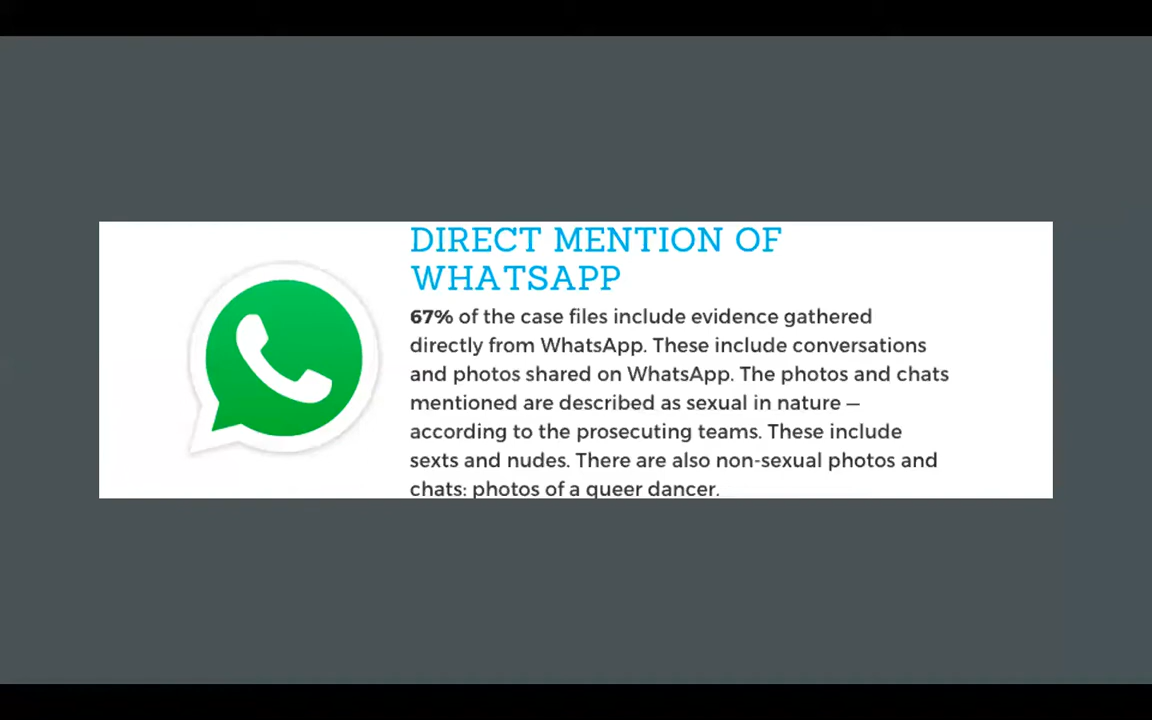 DIRECT MENTION OF
WHATSAPP
67% of the case files include evidence gathered
directly from WhatsApp. These include conversations
and photos shared on WhatsApp. The photos and chats
mentioned are described as sexual in nature —
according to the prosecuting teams. These include
sexts and nudes. There are also non-sexual photos and
chats: photos of a queer dancer.